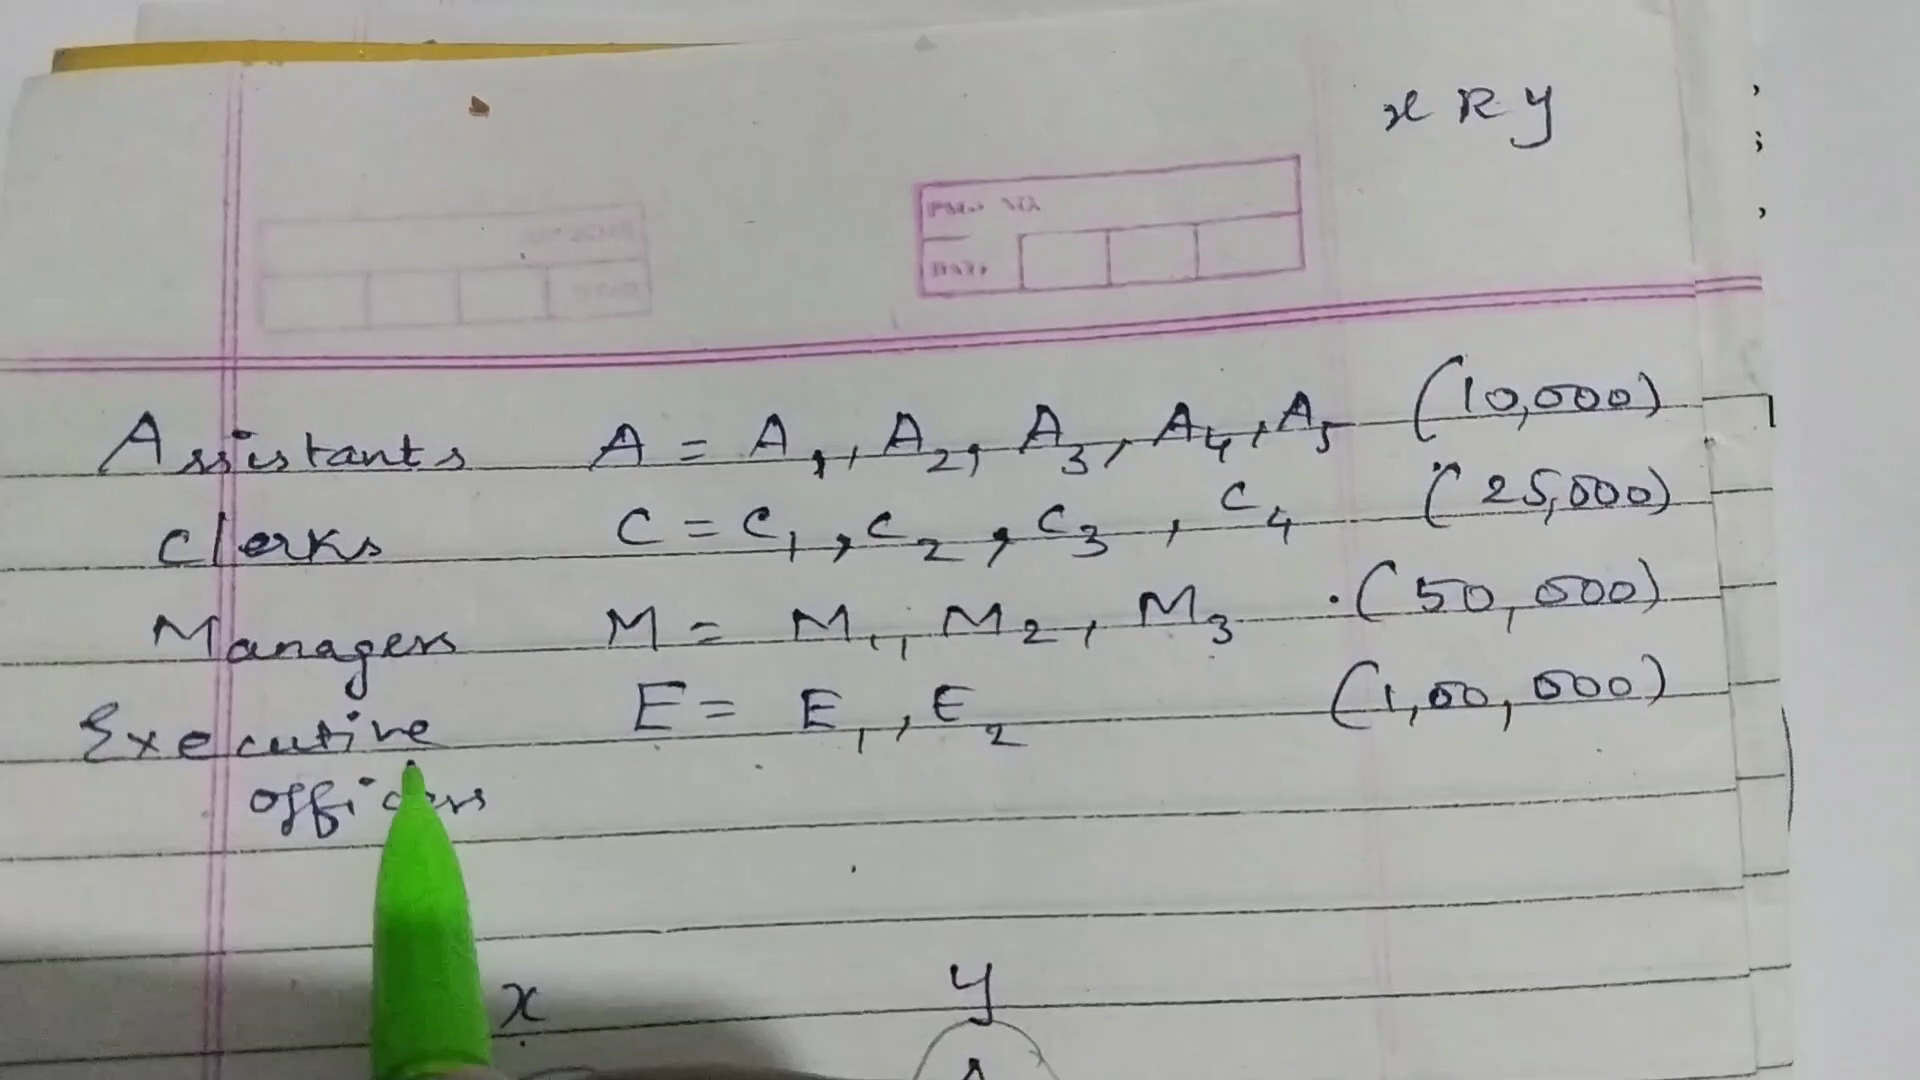 x R y
Assistants A = A1, A2, A3, A4, A5 (10,000)
Clerks C = C1, C2, C3, C4 (25,000)
Managers M = M1, M2, M3 (50,000)
Executive E = E1, E2 (1,00,000)
officers
x y